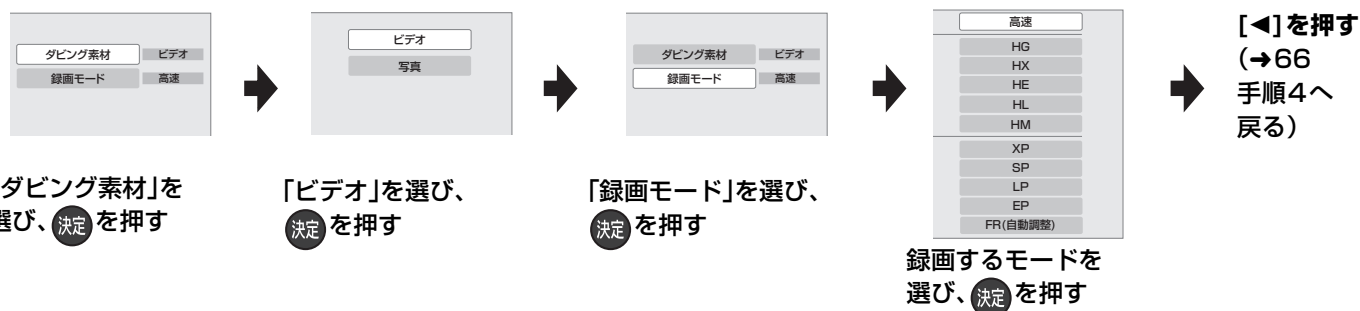 ダビング素材 ビデオ
録画モード 高速
ダビング素材」を
選び、決定を押す
ビデオ
写真
「ビデオ」を選び、
決定を押す
ダビング素材 ビデオ
録画モード 高速
「録画モード」を選び、
決定を押す
高速
HG
HX
HE
HL
HM
XP
SP
LP
EP
FR(自動調整)
録画するモードを
選び、決定を押す
[◄]を押す
(➜66
手順4へ
戻る)